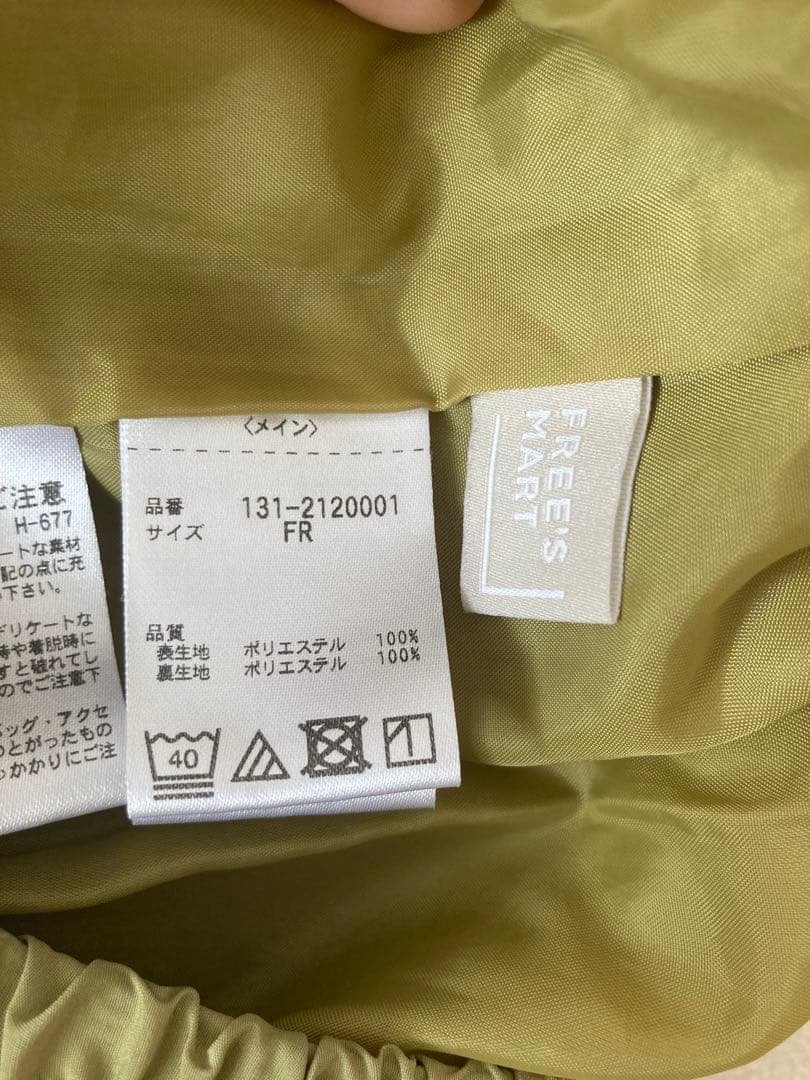 ご注意
H-677
ートな素材
記の点に充
下さい。
デリケートな
や着脱時に
すと破れてし
のでご注意下
バッグ・アクセ
のとがったもの
っかかりにご注
〈メイン〉
品番 131-2120001
サイズ FR
品質
表生地 ポリエステル 100%
裏生地 ポリエステル 100%
40
FREE'S
MART